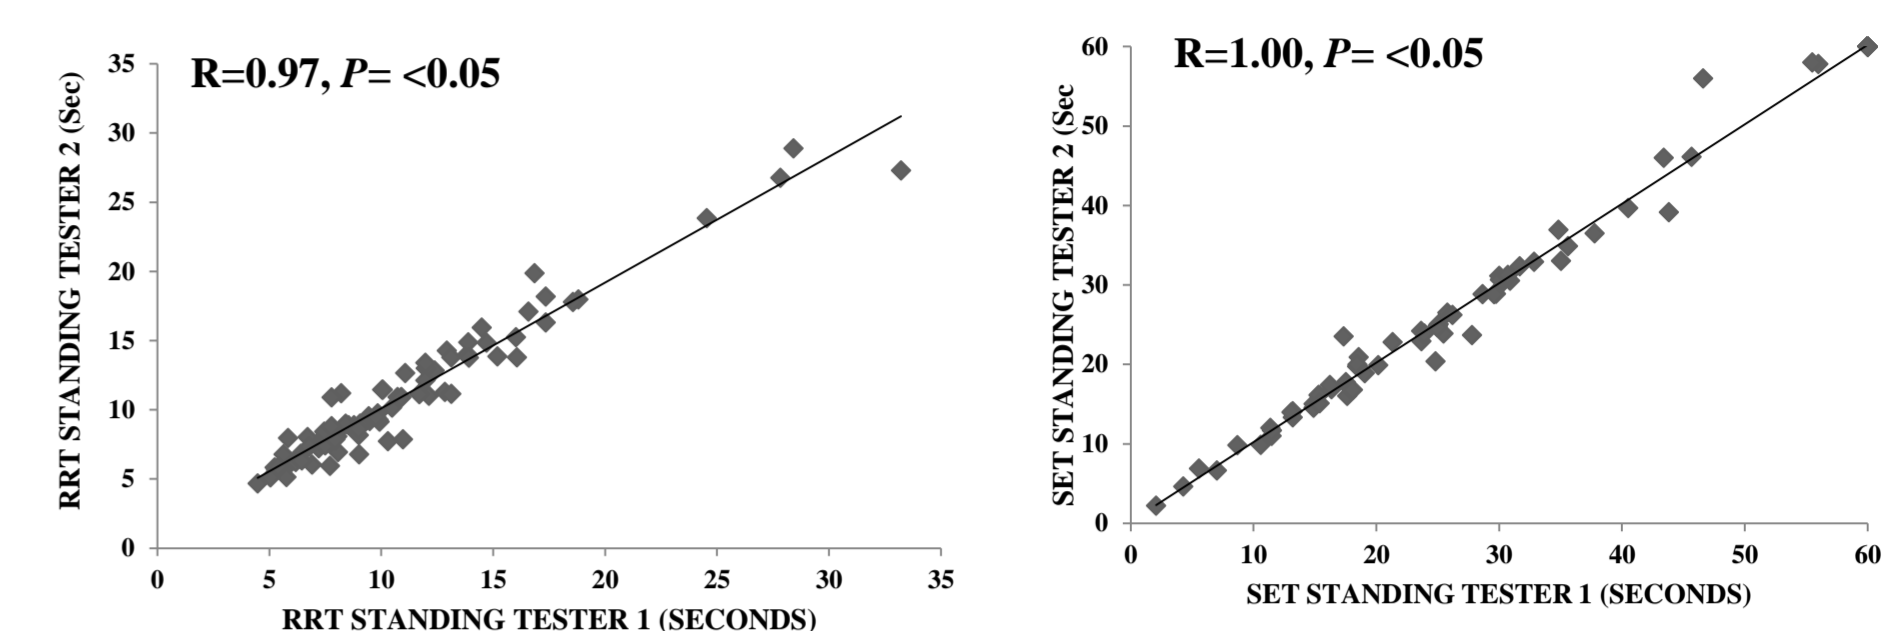 R=0.97, P= <0.05
RRT STANDING TESTER 2 (Sec)
35
30
25
20
15
10
5
0
0 5 10 15 20 25 30 35
RRT STANDING TESTER 1 (SECONDS)
R=1.00, P= <0.05
SET STANDING TESTER 2 (Sec
60
50
40
30
20
10
0
0 10 20 30 40 50 60
SET STANDING TESTER 1 (SECONDS)